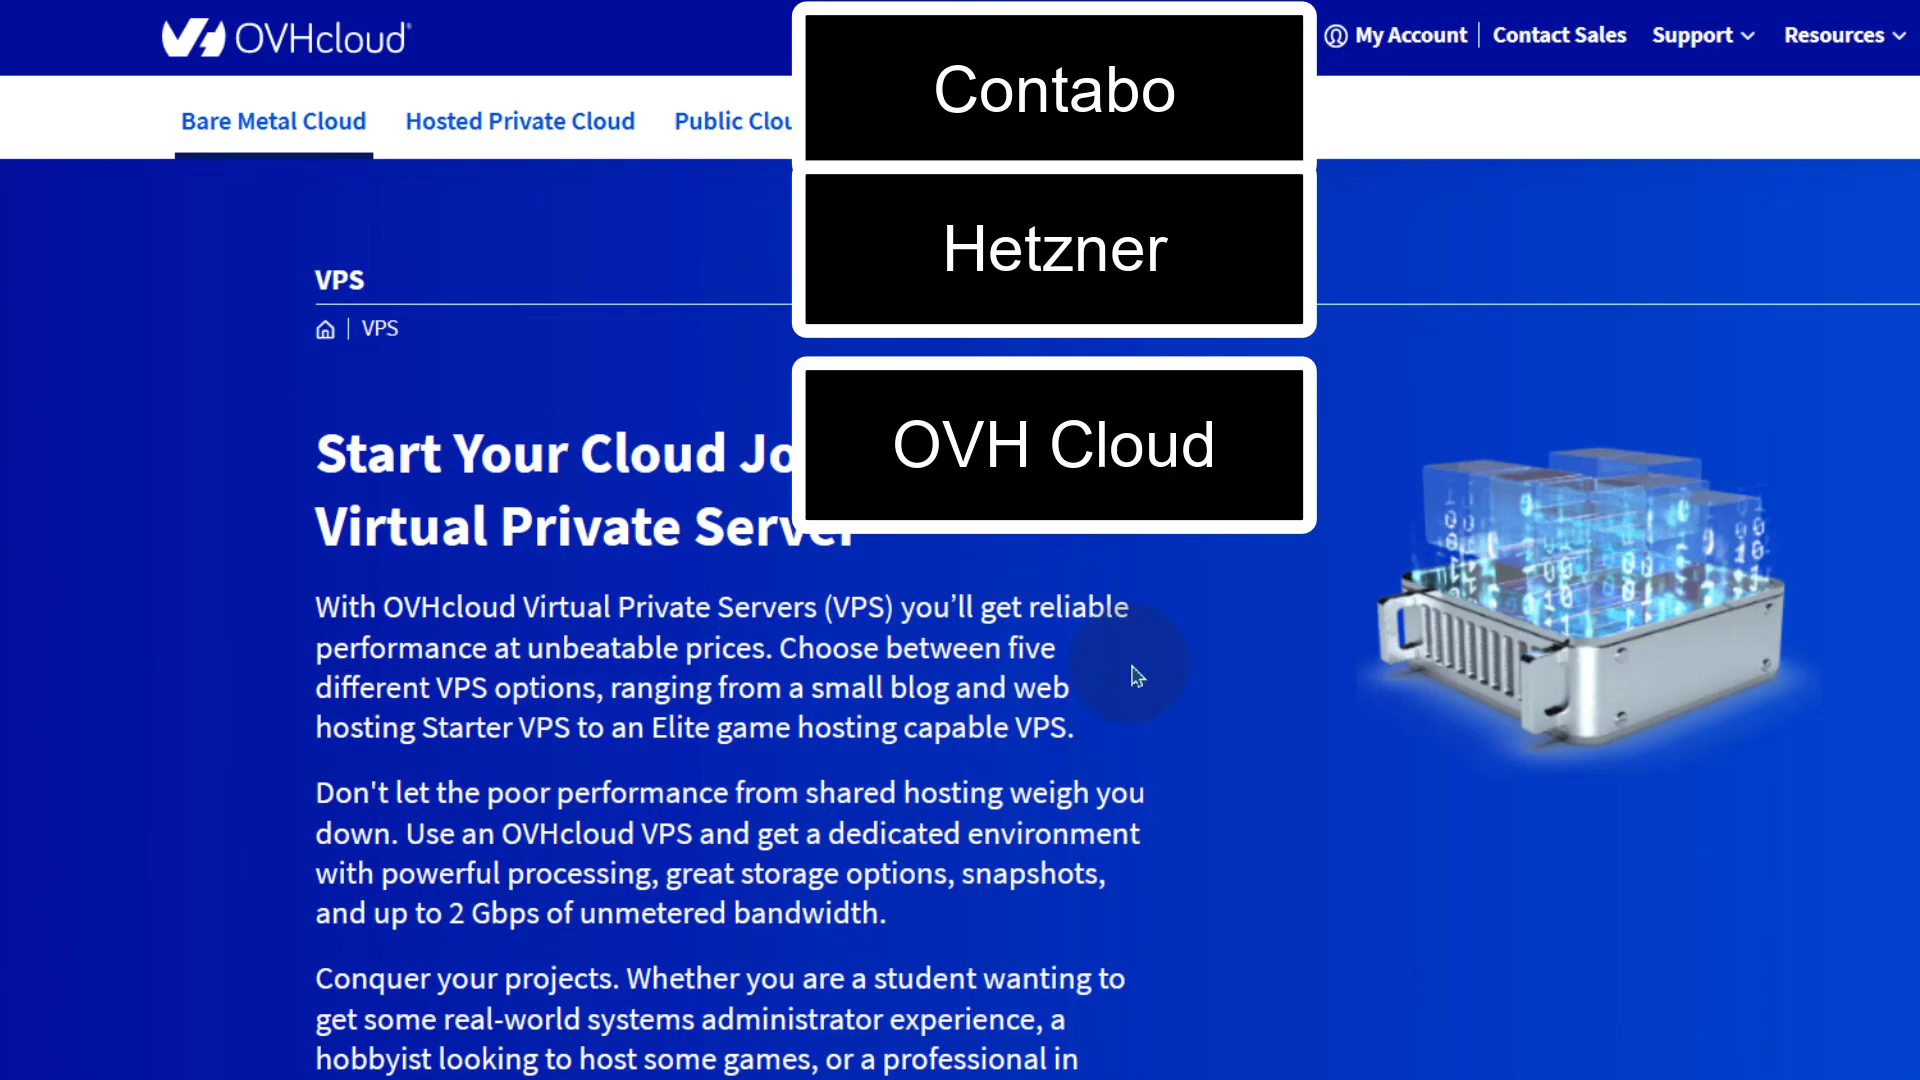 OVHcloud
My Account
Contact Sales
Support
Resources
Bare Metal Cloud
Hosted Private Cloud
Public Clou
Contabo
Hetzner
OVH Cloud
VPS
VPS
Start Your Cloud Jo
Virtual Private Server
With OVHcloud Virtual Private Servers (VPS) you’ll get reliable
performance at unbeatable prices. Choose between five
different VPS options, ranging from a small blog and web
hosting Starter VPS to an Elite game hosting capable VPS.
Don't let the poor performance from shared hosting weigh you
down. Use an OVHcloud VPS and get a dedicated environment
with powerful processing, great storage options, snapshots,
and up to 2 Gbps of unmetered bandwidth.
Conquer your projects. Whether you are a student wanting to
get some real-world systems administrator experience, a
hobbyist looking to host some games, or a professional in